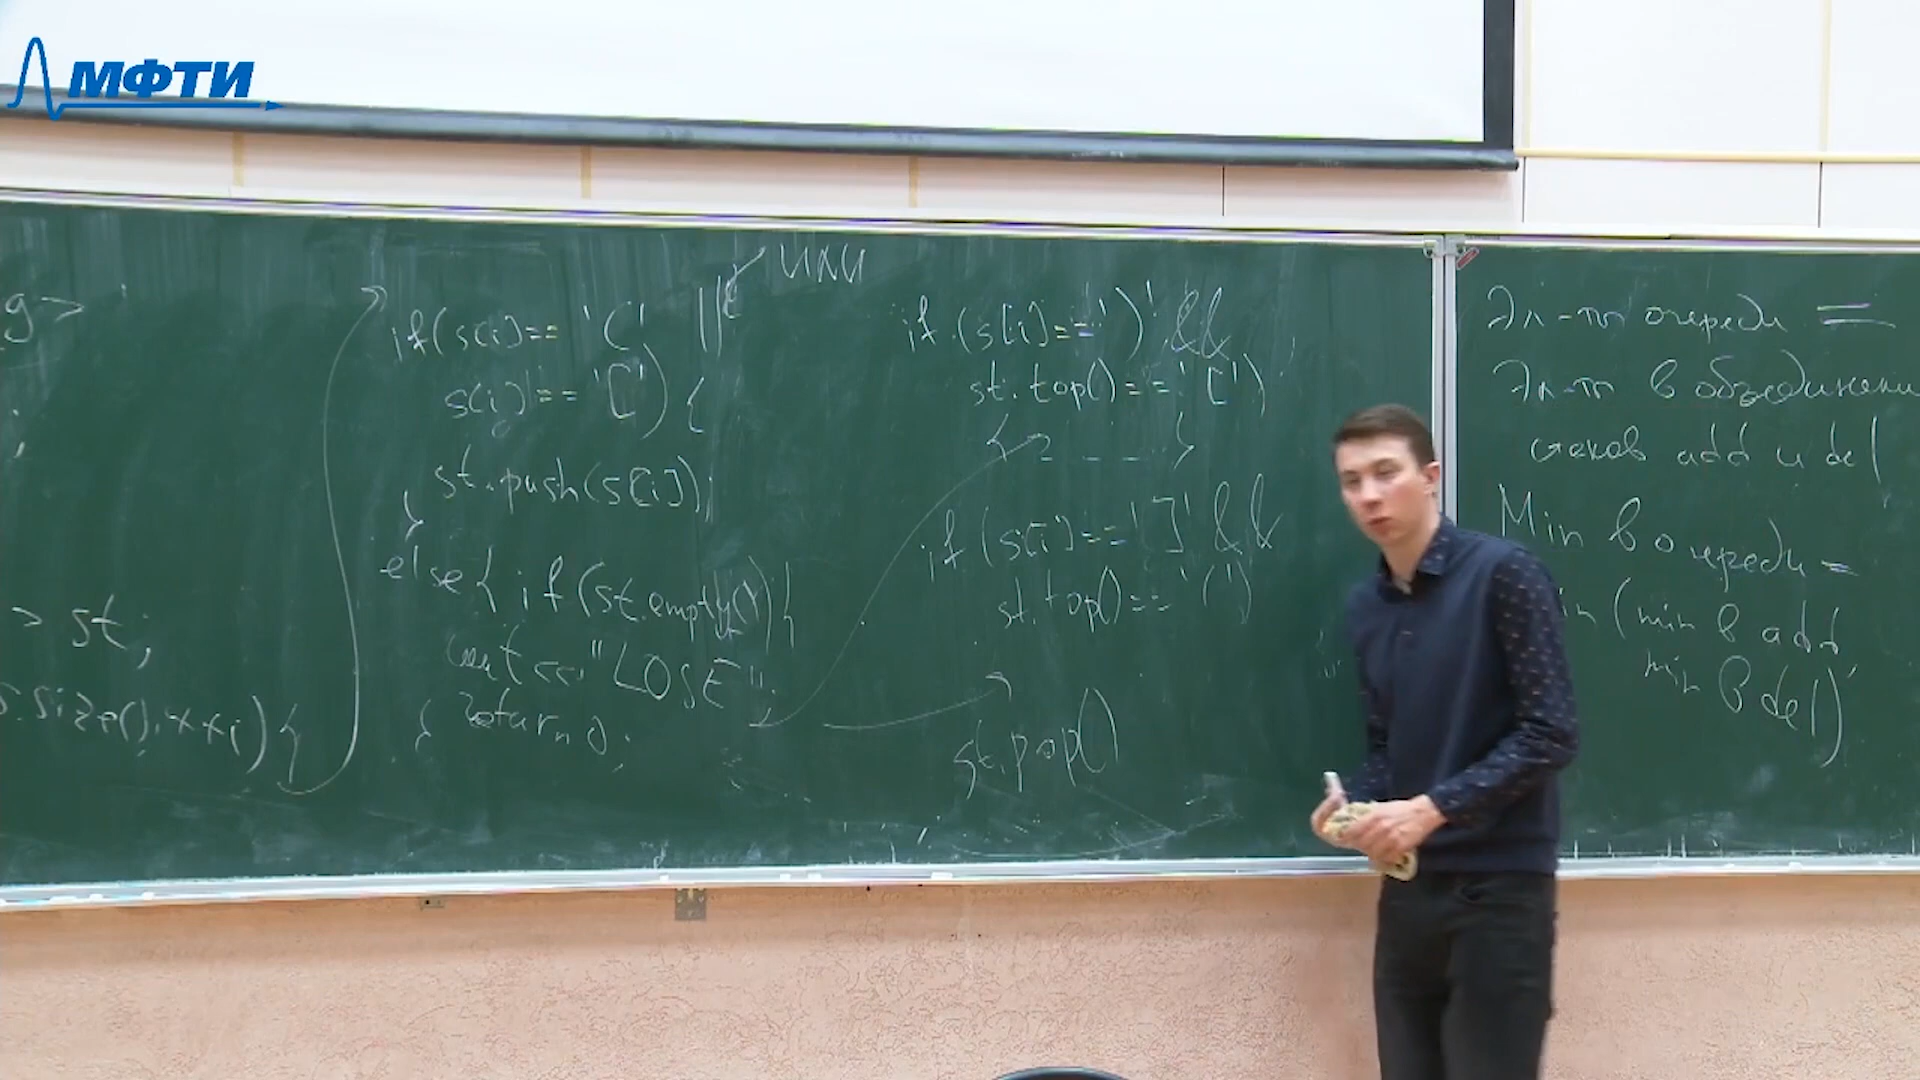 МФТИ
g>
;
> st;
s.size(); ++i) {
или
if(s[i]== '(' ||
s[i]== '[') {
st.push(s[i]);
}
else{ if(st.empty()){
cout<<"LOSE";
return 0;
}
if (s[i]==')' &&
st.top()=='[')
{ - - - }
if (s[i]==']' &&
st.top()=='(')
st.pop()
Эл-ты очереди =
Эл-ты в объединении
стеков add и del
Min в очереди =
(min в add
min в del)